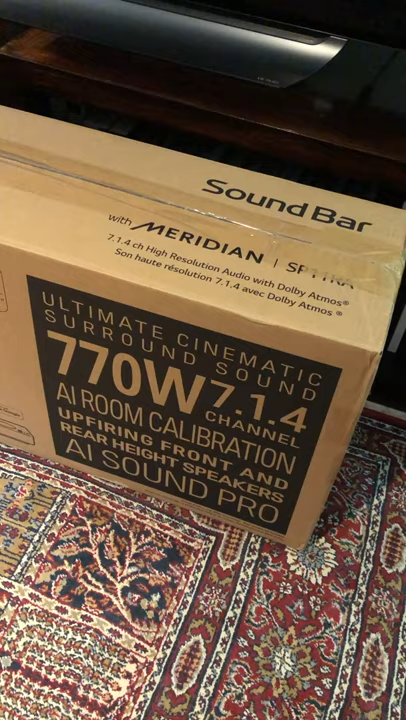 Sound Bar
with MERIDIAN | SP11RA
7.1.4 ch High Resolution Audio with Dolby Atmos®
Son haute résolution 7.1.4 avec Dolby Atmos ®
ULTIMATE CINEMATIC
SURROUND SOUND
770W 7.1.4
CHANNEL
AI ROOM CALIBRATION
UPFIRING FRONT AND
REAR HEIGHT SPEAKERS
AI SOUND PRO